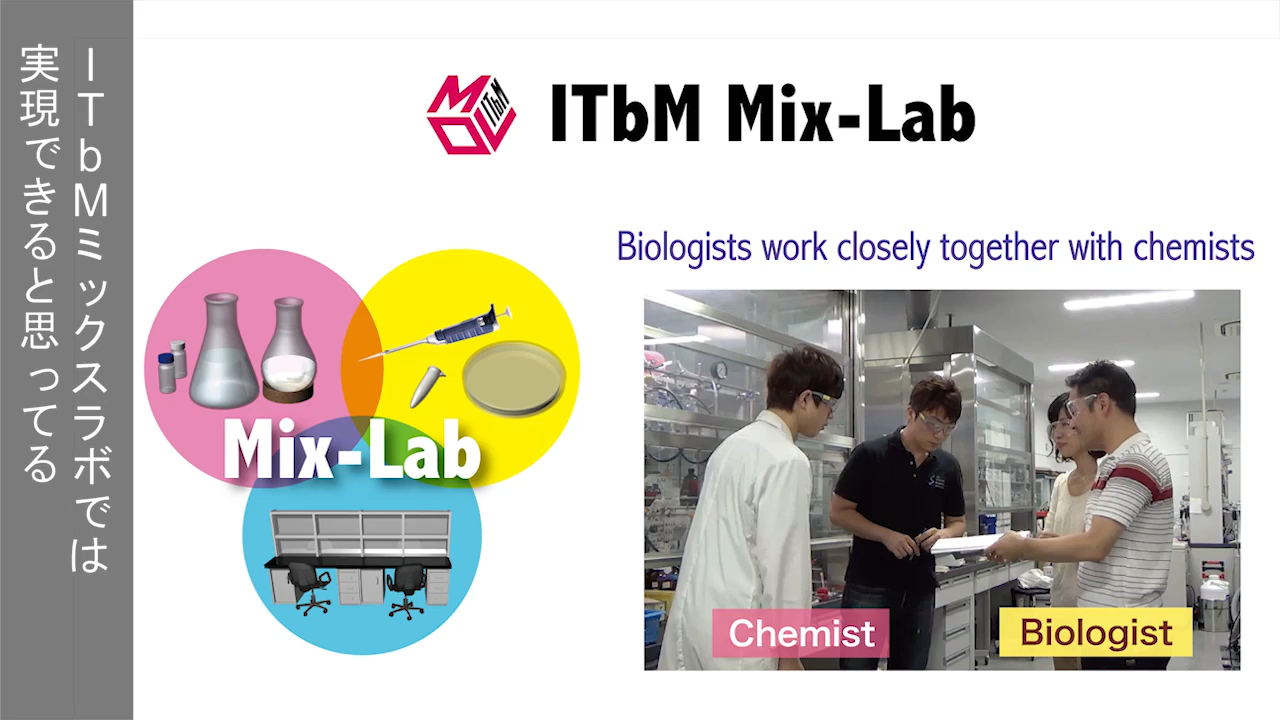 ITbMミックスラボでは
実現できると思ってる
ITbM
ITbM Mix-Lab
Biologists work closely together with chemists
Mix-Lab
Chemist
Biologist